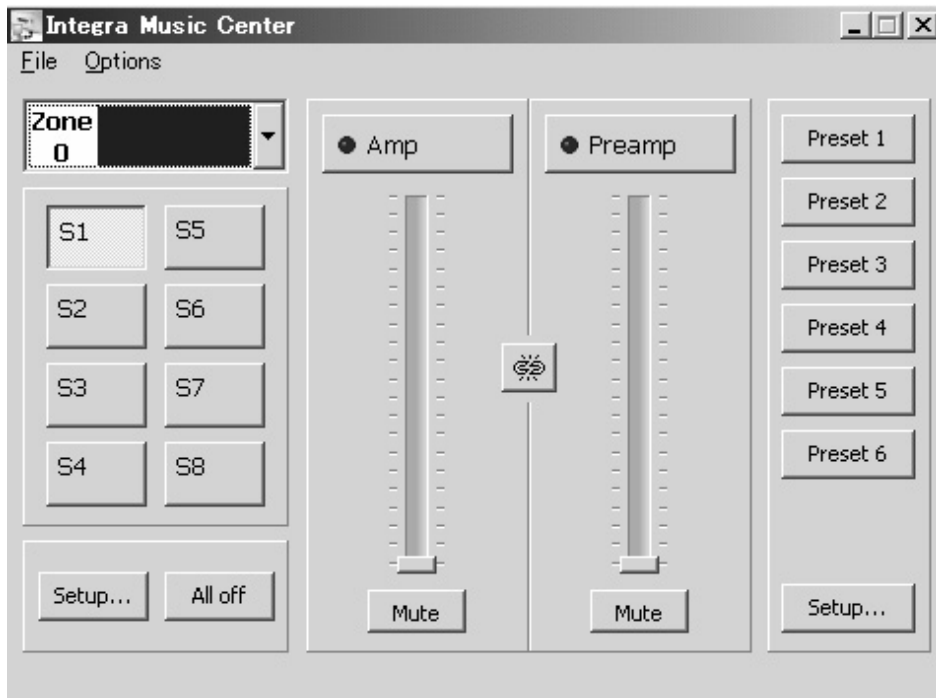 Integra Music Center
File Options
Zone
0
S1
S2
S3
S4
S5
S6
S7
S8
Setup...
All off
Amp
Mute
Preamp
Mute
Preset 1
Preset 2
Preset 3
Preset 4
Preset 5
Preset 6
Setup...